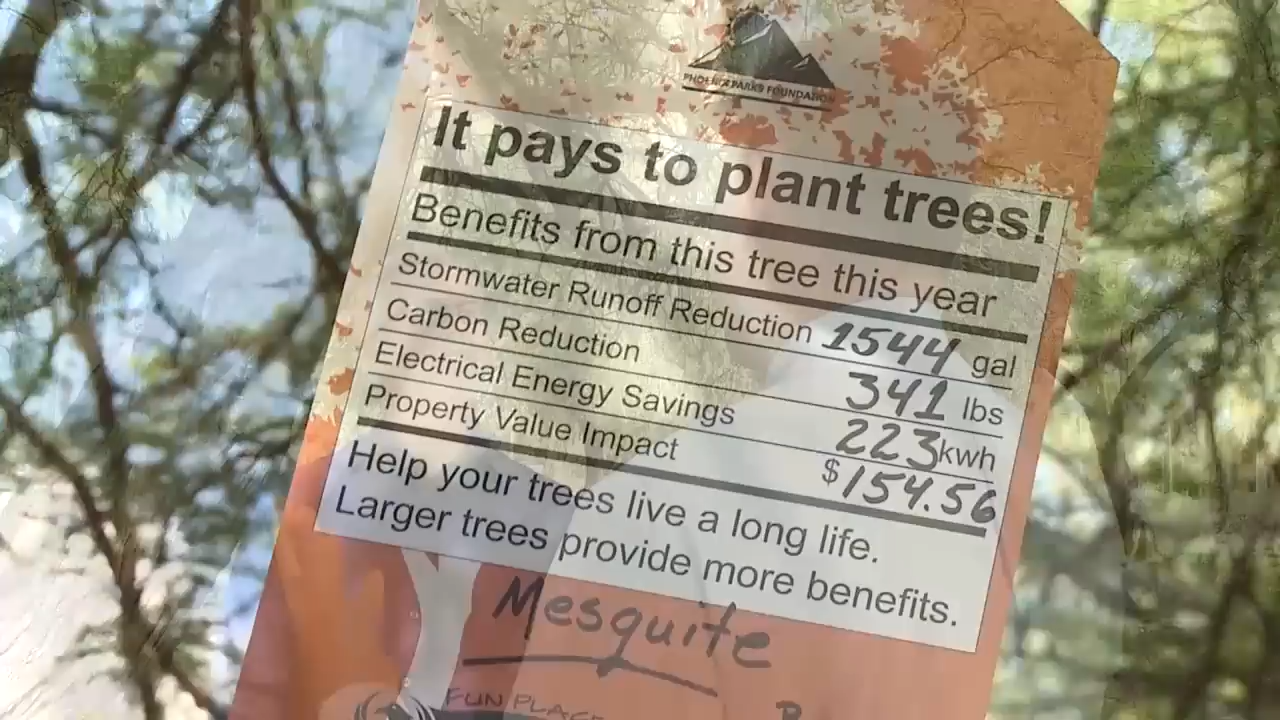 PHOENIX PARKS FOUNDATION
It pays to plant trees!
Benefits from this tree this year
Stormwater Runoff Reduction 1544 gal
Carbon Reduction 341 lbs
Electrical Energy Savings 223 kwh
Property Value Impact $154.56
Help your trees live a long life.
Larger trees provide more benefits.
Mesquite
FUN PLACE